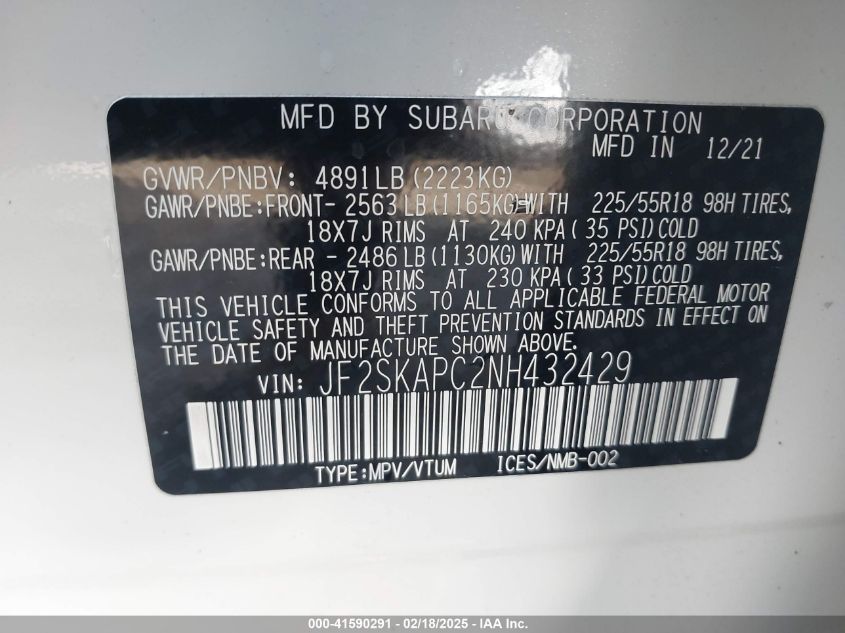 MFD BY SUBARU CORPORATION
MFD IN 12/21
GVWR/PNBV: 4891LB(2223KG)
GAWR/PNBE:FRONT- 2563LB(1165KG)=WITH 225/55R18 98H TIRES,
18X7J RIMS AT 240 KPA( 35 PSI)COLD
GAWR/PNBE:REAR - 2486LB(1130KG)WITH 225/55R18 98H TIRES,
18X7J RIMS AT 230 KPA( 33 PSI)COLD
THIS VEHICLE CONFORMS TO ALL APPLICABLE FEDERAL MOTOR
VEHICLE SAFETY AND THEFT PREVENTION STANDARDS IN EFFECT ON
THE DATE OF MANUFACTURE SHOWN ABOVE.
VIN: JF2SKAPC2NH432429
TYPE:MPV/VTUM ICES/NMB-002
000-41590291 - 02/18/2025 - IAA Inc.